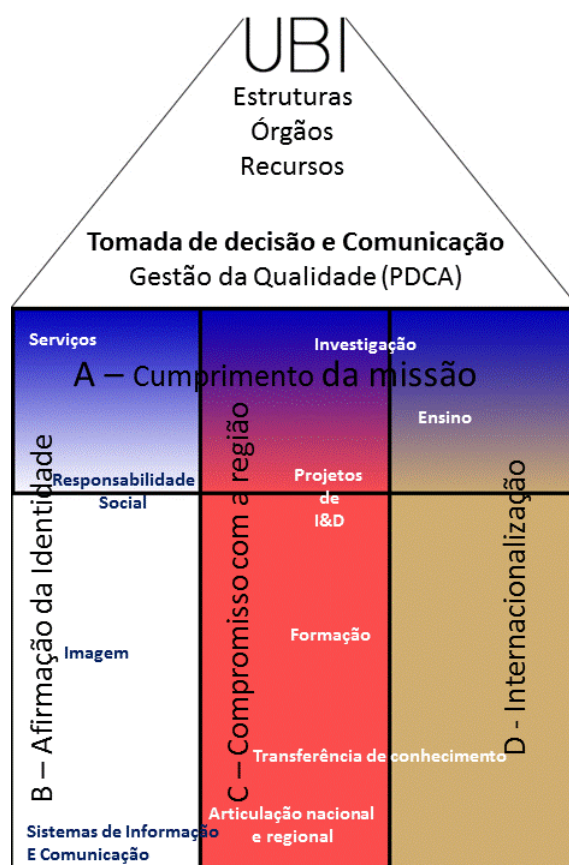 UBI
Estruturas
Órgãos
Recursos
Tomada de decisão e Comunicação
Gestão da Qualidade (PDCA)
Serviços
Investigação
A – Cumprimento da missão
Ensino
Responsabilidade
Social
Projetos
de
I&D
B – Afirmação da Identidade
C – Compromisso com a região
D - Internacionalização
Imagem
Formação
Transferência de conhecimento
Articulação nacional
e regional
Sistemas de Informação
E Comunicação